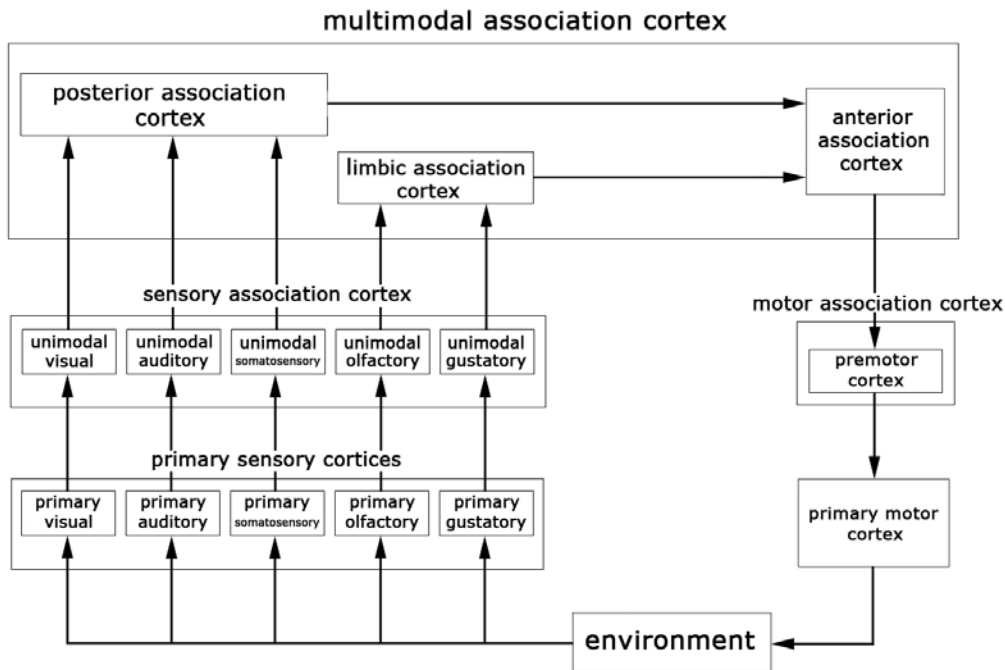 multimodal association cortex
posterior association
cortex
anterior
association
cortex
limbic association
cortex
sensory association cortex
motor association cortex
unimodal
visual
unimodal
auditory
unimodal
somatosensory
unimodal
olfactory
unimodal
gustatory
premotor
cortex
primary sensory cortices
primary
visual
primary
auditory
primary
somatosensory
primary
olfactory
primary
gustatory
primary motor
cortex
environment